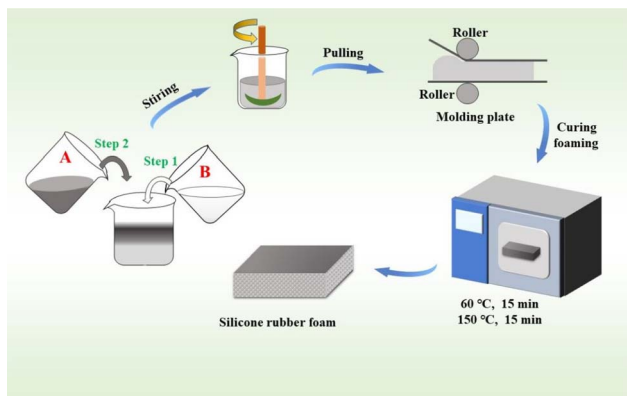 Stiring
Pulling
Roller
Roller
Molding plate
Step 2
Step 1
A
B
Curing
foaming
60 °C, 15 min
150 °C, 15 min
Silicone rubber foam